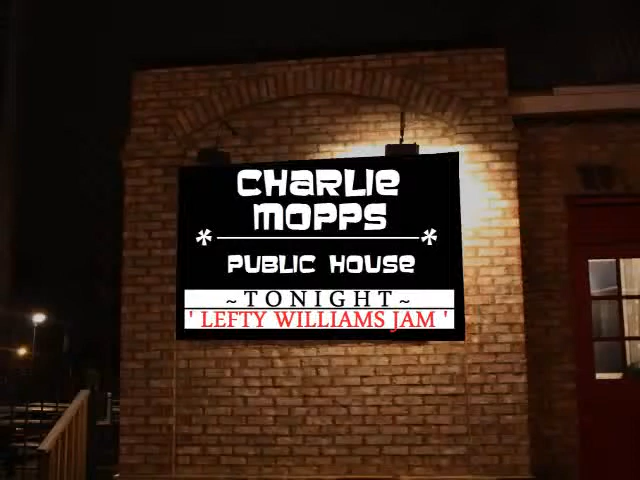 CHARLIE
MOPPS
* *
PUBLIC HOUSE
~ TONIGHT ~
' LEFTY WILLIAMS JAM '